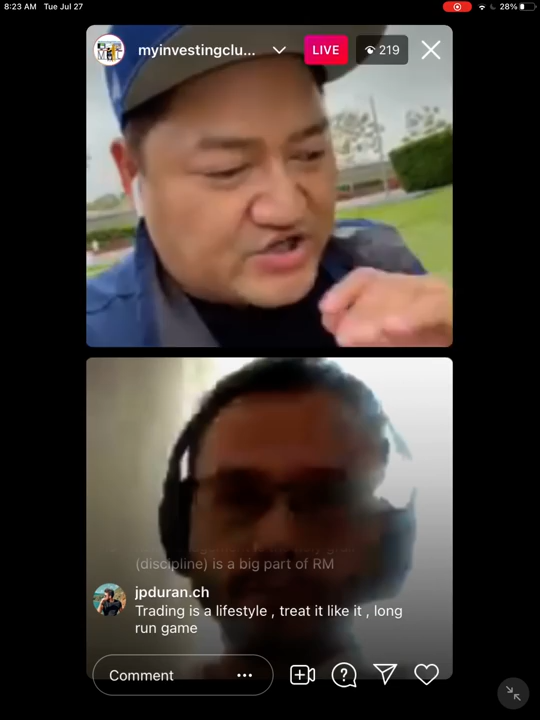 8:23 AM Tue Jul 27
28%
myinvestingclu...
LIVE
219
(discipline) is a big part of RM
jpduran.ch
Trading is a lifestyle , treat it like it , long
run game
Comment